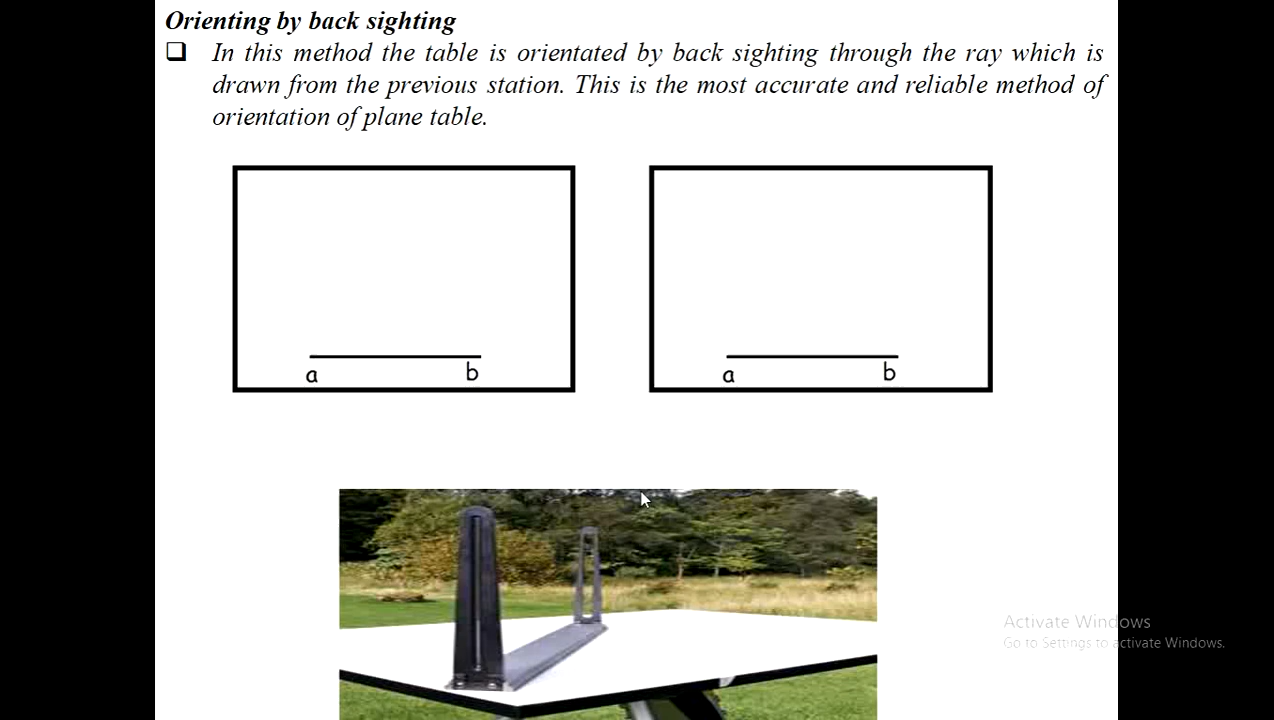 Orienting by back sighting
❑ In this method the table is orientated by back sighting through the ray which is
drawn from the previous station. This is the most accurate and reliable method of
orientation of plane table.
a b
a b
Activate Windows
Go to Settings to activate Windows.